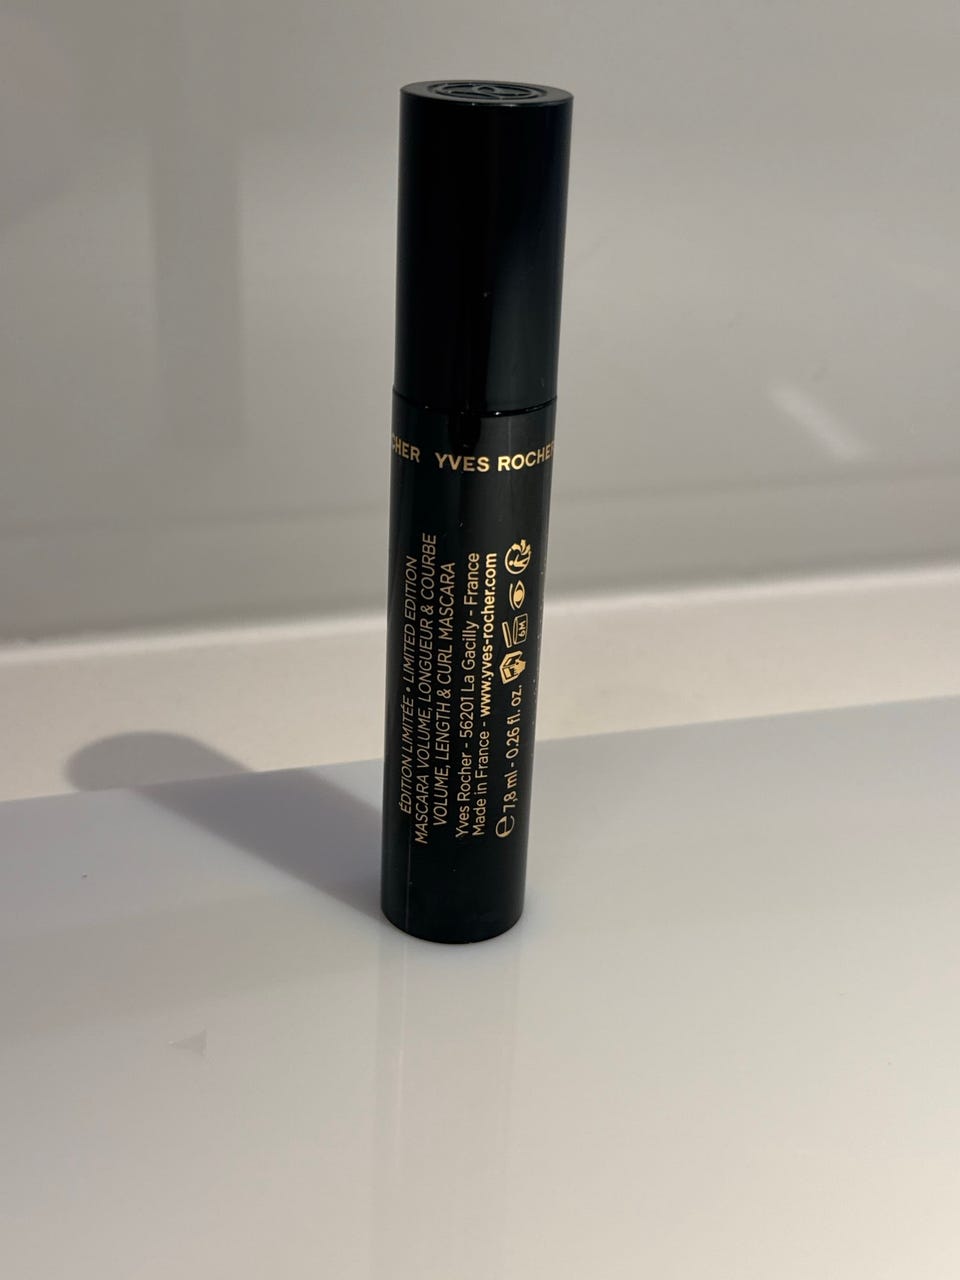 CHER YVES ROCHER
ÉDITION LIMITÉE • LIMITED EDITION
MASCARA VOLUME, LONGUEUR & COURBE
VOLUME, LENGTH & CURL MASCARA
Yves Rocher - 56201 La Gacilly - France
Made in France - www.yves-rocher.com
e 7,8 ml - 0.26 fl. oz. 6M